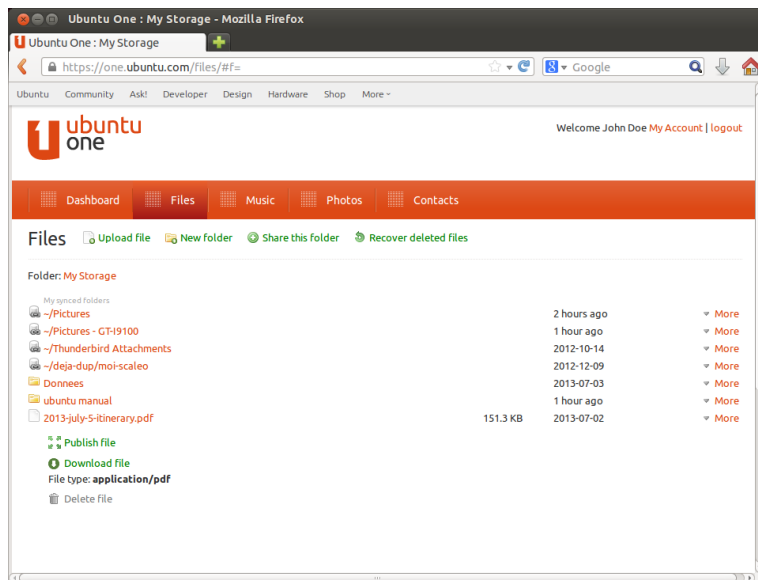 Ubuntu One : My Storage - Mozilla Firefox
Ubuntu One : My Storage
https://one.ubuntu.com/files/#f=
8 Google
Ubuntu Community Ask! Developer Design Hardware Shop More
ubuntu
one
1
Welcome John Doe My Account | logout
Dashboard Files Music Photos Contacts
Files Upload file New folder Share this folder Recover deleted files
Folder: My Storage
My synced folders
~/Pictures 2 hours ago More
~/Pictures - GT-I9100 1 hour ago More
~/Thunderbird Attachments 2012-10-14 More
~/deja-dup/moi-scaleo 2012-12-09 More
Donnees 2013-07-03 More
ubuntu manual 1 hour ago More
2013-july-5-itinerary.pdf 151.3 KB 2013-07-02 More
Publish file
Download file
File type: application/pdf
Delete file